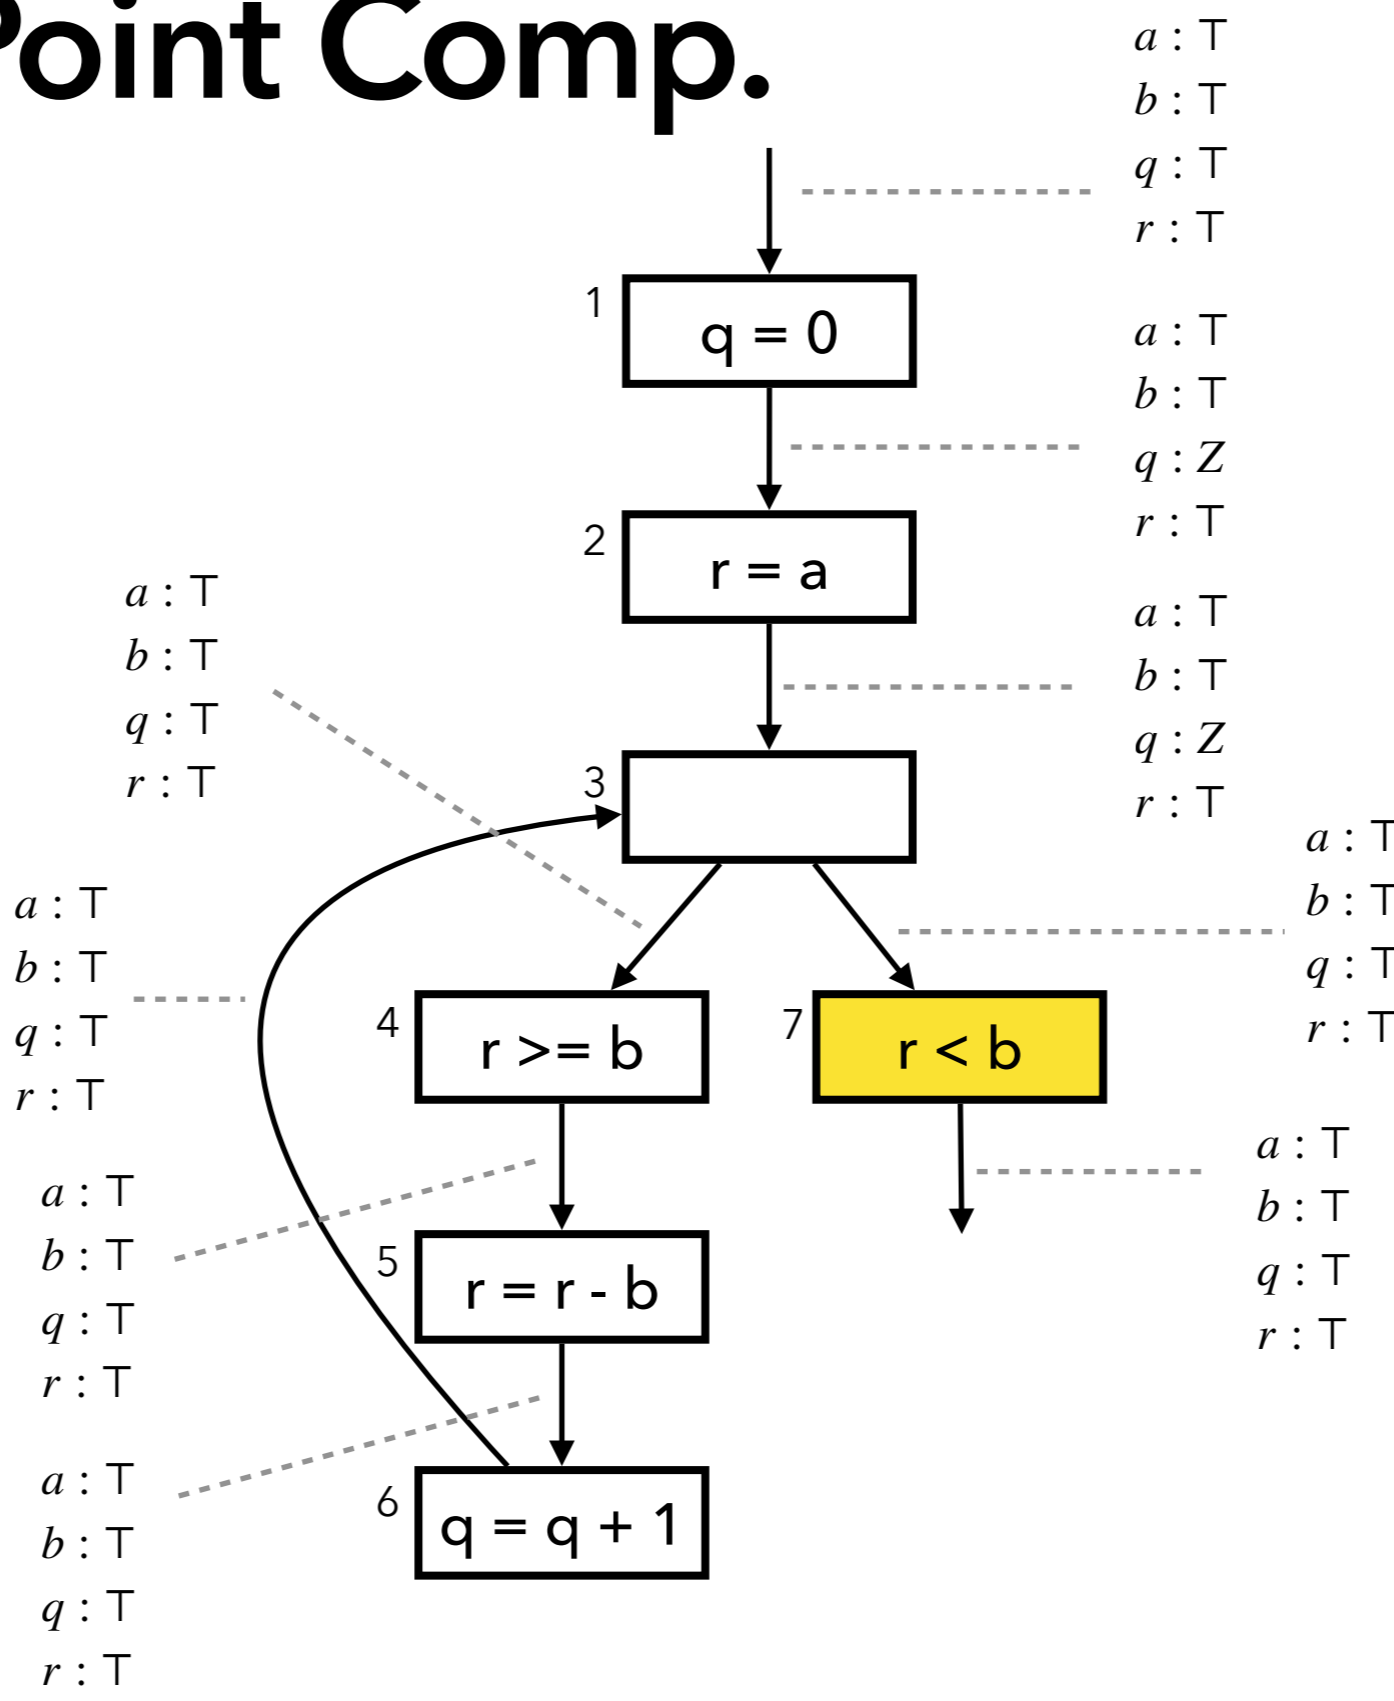 Point Comp.
a : ⊤
b : ⊤
q : ⊤
r : ⊤
1
q = 0
a : ⊤
b : ⊤
q : Z
r : ⊤
2
r = a
a : ⊤
b : ⊤
q : Z
r : ⊤
a : ⊤
b : ⊤
q : ⊤
r : ⊤
3
a : ⊤
b : ⊤
q : ⊤
r : ⊤
a : ⊤
b : ⊤
q : ⊤
r : ⊤
4
r >= b
7
r < b
a : ⊤
b : ⊤
q : ⊤
r : ⊤
a : ⊤
b : ⊤
q : ⊤
r : ⊤
5
r = r - b
a : ⊤
b : ⊤
q : ⊤
r : ⊤
6
q = q + 1